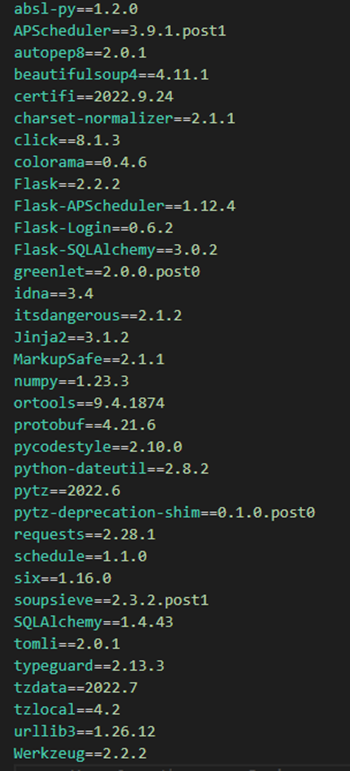 absl-py==1.2.0
APScheduler==3.9.1.post1
autopep8==2.0.1
beautifulsoup4==4.11.1
certifi==2022.9.24
charset-normalizer==2.1.1
click==8.1.3
colorama==0.4.6
Flask==2.2.2
Flask-APScheduler==1.12.4
Flask-Login==0.6.2
Flask-SQLAlchemy==3.0.2
greenlet==2.0.0.post0
idna==3.4
itsdangerous==2.1.2
Jinja2==3.1.2
MarkupSafe==2.1.1
numpy==1.23.3
ortools==9.4.1874
protobuf==4.21.6
pycodestyle==2.10.0
python-dateutil==2.8.2
pytz==2022.6
pytz-deprecation-shim==0.1.0.post0
requests==2.28.1
schedule==1.1.0
six==1.16.0
soupsieve==2.3.2.post1
SQLAlchemy==1.4.43
tomli==2.0.1
typeguard==2.13.3
tzdata==2022.7
tzlocal==4.2
urllib3==1.26.12
Werkzeug==2.2.2